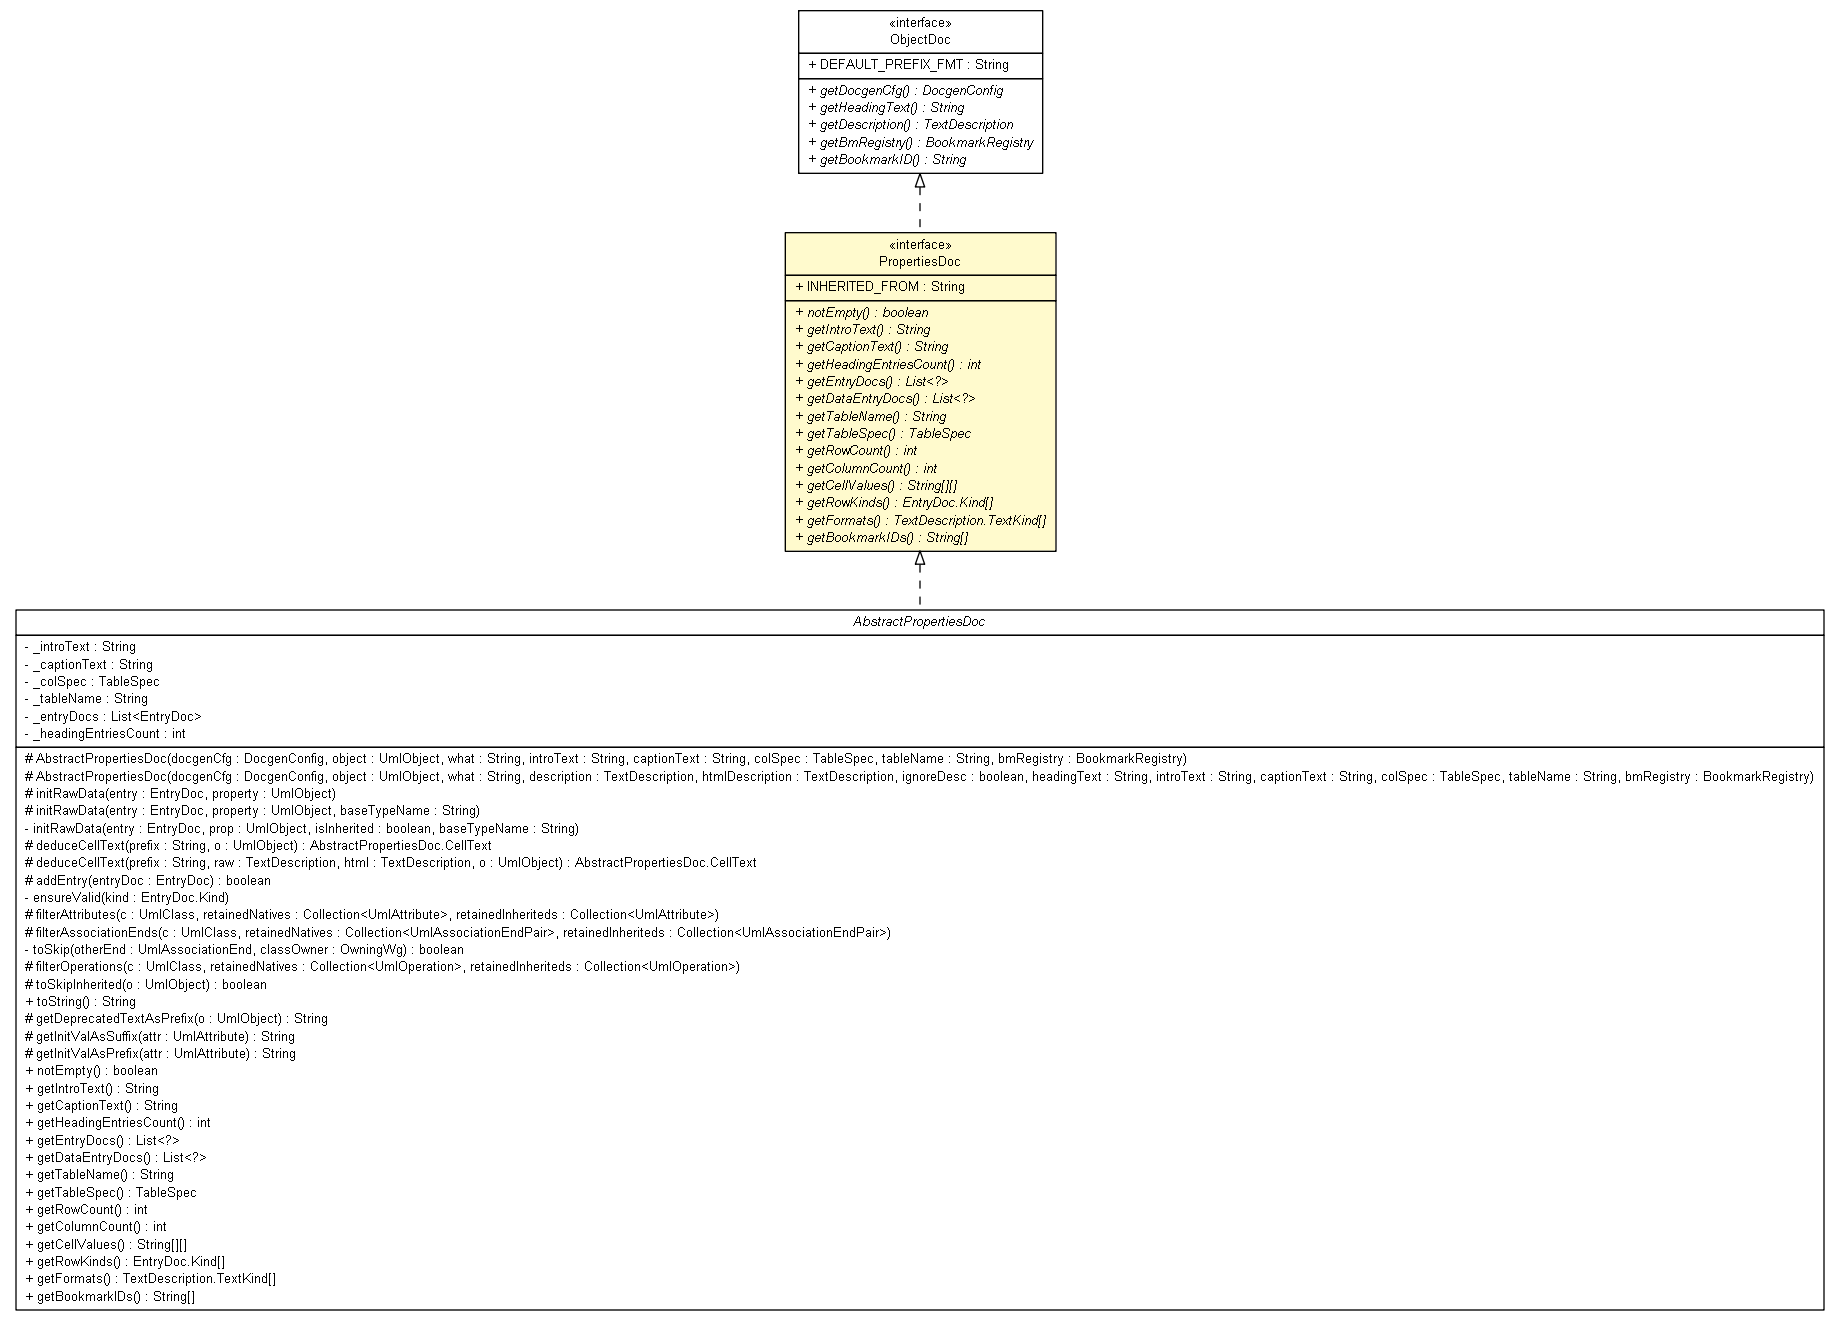 «interface»
ObjectDoc
+ DEFAULT_PREFIX_FMT : String
+ getDocgenCfg() : DocgenConfig
+ getHeadingText() : String
+ getDescription() : TextDescription
+ getBmRegistry() : BookmarkRegistry
+ getBookmarkID() : String
«interface»
PropertiesDoc
+ INHERITED_FROM : String
+ notEmpty() : boolean
+ getIntroText() : String
+ getCaptionText() : String
+ getHeadingEntriesCount() : int
+ getEntryDocs() : List<?>
+ getDataEntryDocs() : List<?>
+ getTableName() : String
+ getTableSpec() : TableSpec
+ getRowCount() : int
+ getColumnCount() : int
+ getCellValues() : String[][]
+ getRowKinds() : EntryDoc.Kind[]
+ getFormats() : TextDescription.TextKind[]
+ getBookmarkIDs() : String[]
AbstractPropertiesDoc
- _introText : String
- _captionText : String
- _colSpec : TableSpec
- _tableName : String
- _entryDocs : List<EntryDoc>
- _headingEntriesCount : int
# AbstractPropertiesDoc(docgenCfg : DocgenConfig, object : UmlObject, what : String, introText : String, captionText : String, colSpec : TableSpec, tableName : String, bmRegistry : BookmarkRegistry)
# AbstractPropertiesDoc(docgenCfg : DocgenConfig, object : UmlObject, what : String, description : TextDescription, htmlDescription : TextDescription, ignoreDesc : boolean, headingText : String, introText : String, captionText : String, colSpec : TableSpec, tableName : String, bmRegistry : BookmarkRegistry)
# initRawData(entry : EntryDoc, property : UmlObject)
# initRawData(entry : EntryDoc, property : UmlObject, baseTypeName : String)
- initRawData(entry : EntryDoc, prop : UmlObject, isInherited : boolean, baseTypeName : String)
# deduceCellText(prefix : String, o : UmlObject) : AbstractPropertiesDoc.CellText
# deduceCellText(prefix : String, raw : TextDescription, html : TextDescription, o : UmlObject) : AbstractPropertiesDoc.CellText
# addEntry(entryDoc : EntryDoc) : boolean
- ensureValid(kind : EntryDoc.Kind)
# filterAttributes(c : UmlClass, retainedNatives : Collection<UmlAttribute>, retainedInheriteds : Collection<UmlAttribute>)
# filterAssociationEnds(c : UmlClass, retainedNatives : Collection<UmlAssociationEndPair>, retainedInheriteds : Collection<UmlAssociationEndPair>)
- toSkip(otherEnd : UmlAssociationEnd, classOwner : OwningWg) : boolean
# filterOperations(c : UmlClass, retainedNatives : Collection<UmlOperation>, retainedInheriteds : Collection<UmlOperation>)
# toSkipInherited(o : UmlObject) : boolean
+ toString() : String
# getDeprecatedTextAsPrefix(o : UmlObject) : String
# getInitValAsSuffix(attr : UmlAttribute) : String
# getInitValAsPrefix(attr : UmlAttribute) : String
+ notEmpty() : boolean
+ getIntroText() : String
+ getCaptionText() : String
+ getHeadingEntriesCount() : int
+ getEntryDocs() : List<?>
+ getDataEntryDocs() : List<?>
+ getTableName() : String
+ getTableSpec() : TableSpec
+ getRowCount() : int
+ getColumnCount() : int
+ getCellValues() : String[][]
+ getRowKinds() : EntryDoc.Kind[]
+ getFormats() : TextDescription.TextKind[]
+ getBookmarkIDs() : String[]